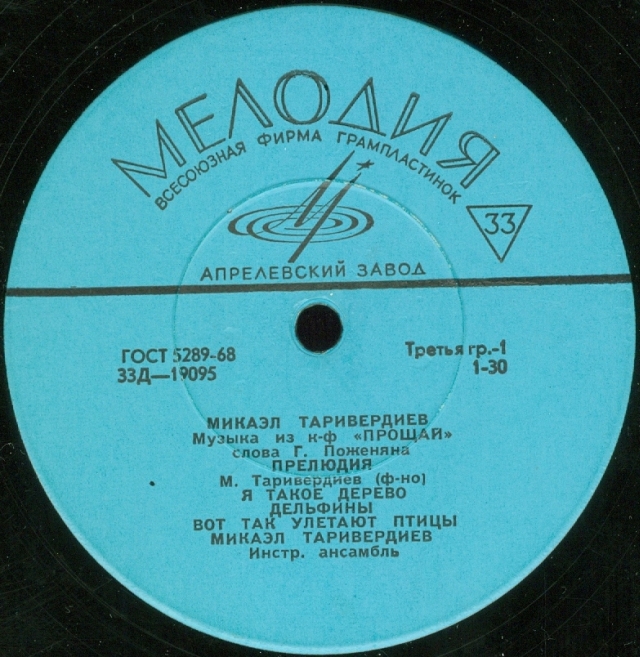 МЕЛОДИЯ
ВСЕСОЮЗНАЯ ФИРМА ГРАМПЛАСТИНОК
33
АПРЕЛЕВСКИЙ ЗАВОД
ГОСТ 5289-68
33Д—19095
Третья гр.-1
1-30
МИКАЭЛ ТАРИВЕРДИЕВ
Музыка из к-ф «ПРОЩАЙ»
слова Г. Поженяна
ПРЕЛЮДИЯ
М. Таривердиев (ф-но)
Я ТАКОЕ ДЕРЕВО
ДЕЛЬФИНЫ
ВОТ ТАК УЛЕТАЮТ ПТИЦЫ
МИКАЭЛ ТАРИВЕРДИЕВ
Инстр. ансамбль